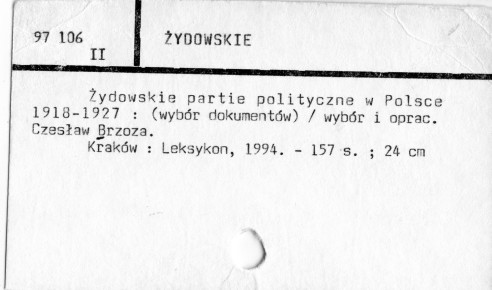 97 106
II
ŻYDOWSKIE
Żydowskie partie polityczne w Polsce
1918-1927 : (wybór dokumentów) / wybór i oprac.
Czesław Brzoza.
Kraków : Leksykon, 1994. - 157 s. ; 24 cm